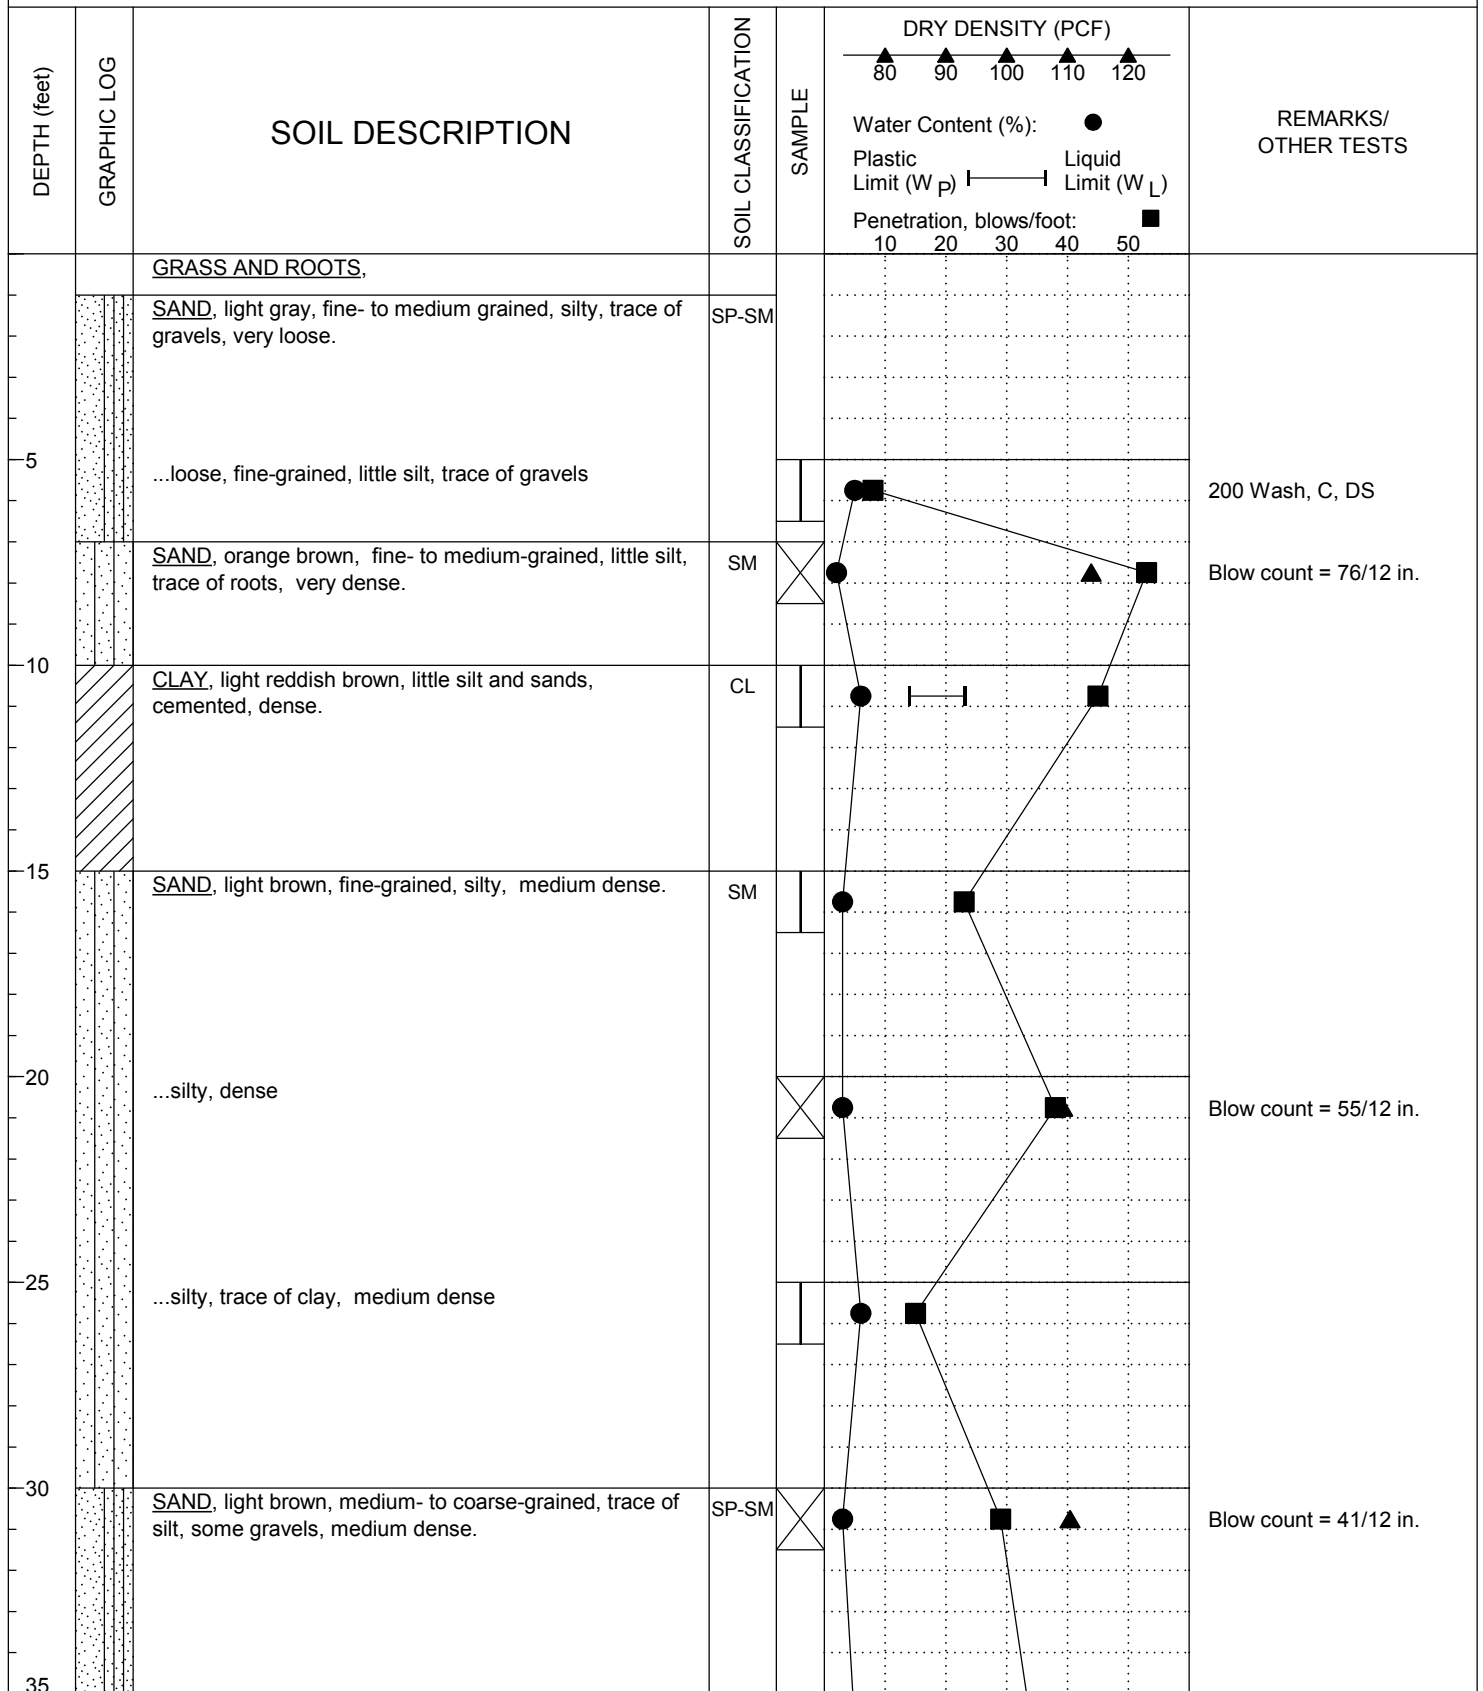 DEPTH (feet)
GRAPHIC LOG
SOIL DESCRIPTION
SOIL CLASSIFICATION
SAMPLE
DRY DENSITY (PCF)
80 90 100 110 120
Water Content (%):
Plastic Limit (W P)
Liquid Limit (W L)
Penetration, blows/foot:
10 20 30 40 50
REMARKS/
OTHER TESTS
GRASS AND ROOTS,
SAND, light gray, fine- to medium grained, silty, trace of
gravels, very loose.
SP-SM
5
...loose, fine-grained, little silt, trace of gravels
200 Wash, C, DS
SAND, orange brown, fine- to medium-grained, little silt,
trace of roots, very dense.
SM
Blow count = 76/12 in.
10
CLAY, light reddish brown, little silt and sands,
cemented, dense.
CL
15
SAND, light brown, fine-grained, silty, medium dense.
SM
20
...silty, dense
Blow count = 55/12 in.
25
...silty, trace of clay, medium dense
30
SAND, light brown, medium- to coarse-grained, trace of
silt, some gravels, medium dense.
SP-SM
Blow count = 41/12 in.
35